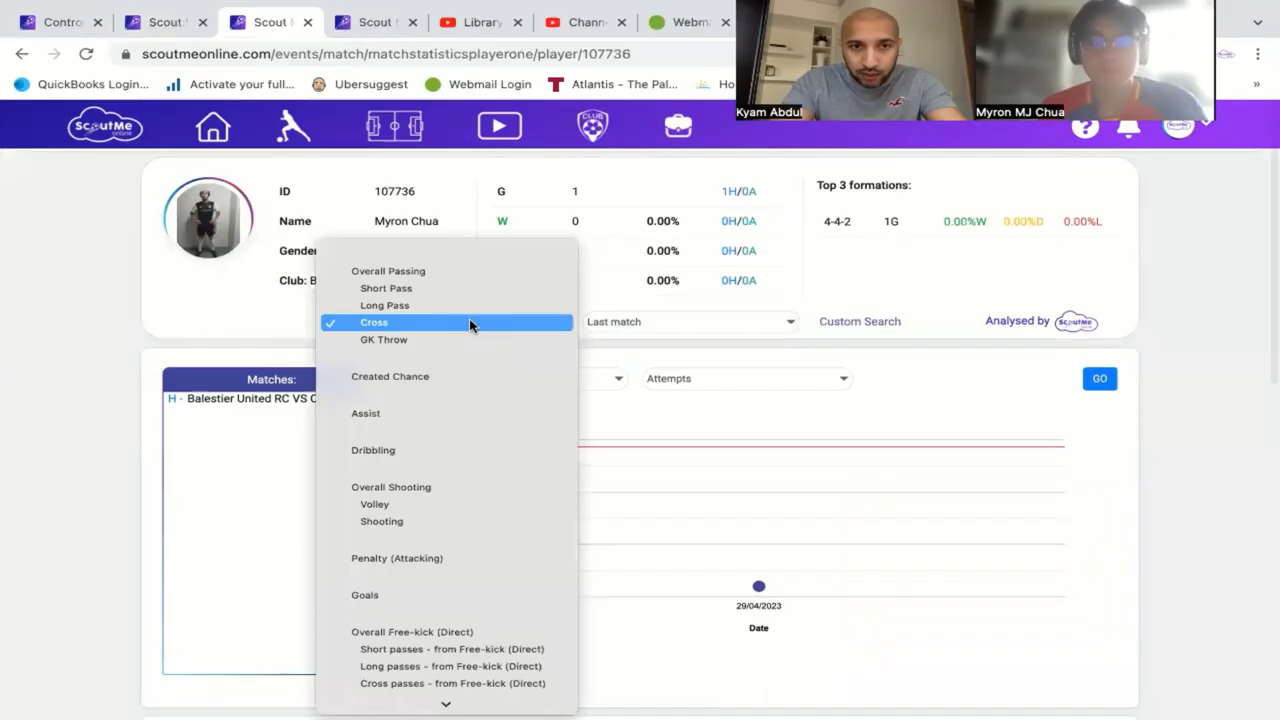 Contro
Scout:
Scout
Scout
Library
Chann
Webm
scoutmeonline.com/events/match/matchstatisticsplayerone/player/107736
QuickBooks Login...
Activate your full...
Ubersuggest
Webmail Login
Atlantis - The Pal...
Ho
»
Kyam Abdul
Myron MJ Chua
ScoutMe
online
CLUB
?
ID 107736
Name Myron Chua
Gender
Club: B
G 1 1H/0A
W 0 0.00% 0H/0A
0.00% 0H/0A
0.00% 0H/0A
Top 3 formations:
4-4-2 1G 0.00%W 0.00%D 0.00%L
Last match
Custom Search
Analysed by ScoutMe
Overall Passing
Short Pass
Long Pass
Cross
GK Throw
Created Chance
Assist
Dribbling
Overall Shooting
Volley
Shooting
Penalty (Attacking)
Goals
Overall Free-kick (Direct)
Short passes - from Free-kick (Direct)
Long passes - from Free-kick (Direct)
Cross passes - from Free-kick (Direct)
Matches:
H - Balestier United RC VS
Attempts
GO
29/04/2023
Date